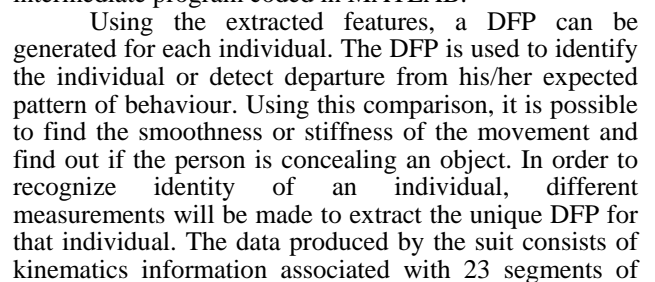 intermediate program coded in MATLAB.
Using the extracted features, a DFP can be
generated for each individual. The DFP is used to identify
the individual or detect departure from his/her expected
pattern of behaviour. Using this comparison, it is possible
to find the smoothness or stiffness of the movement and
find out if the person is concealing an object. In order to
recognize identity of an individual, different
measurements will be made to extract the unique DFP for
that individual. The data produced by the suit consists of
kinematics information associated with 23 segments of